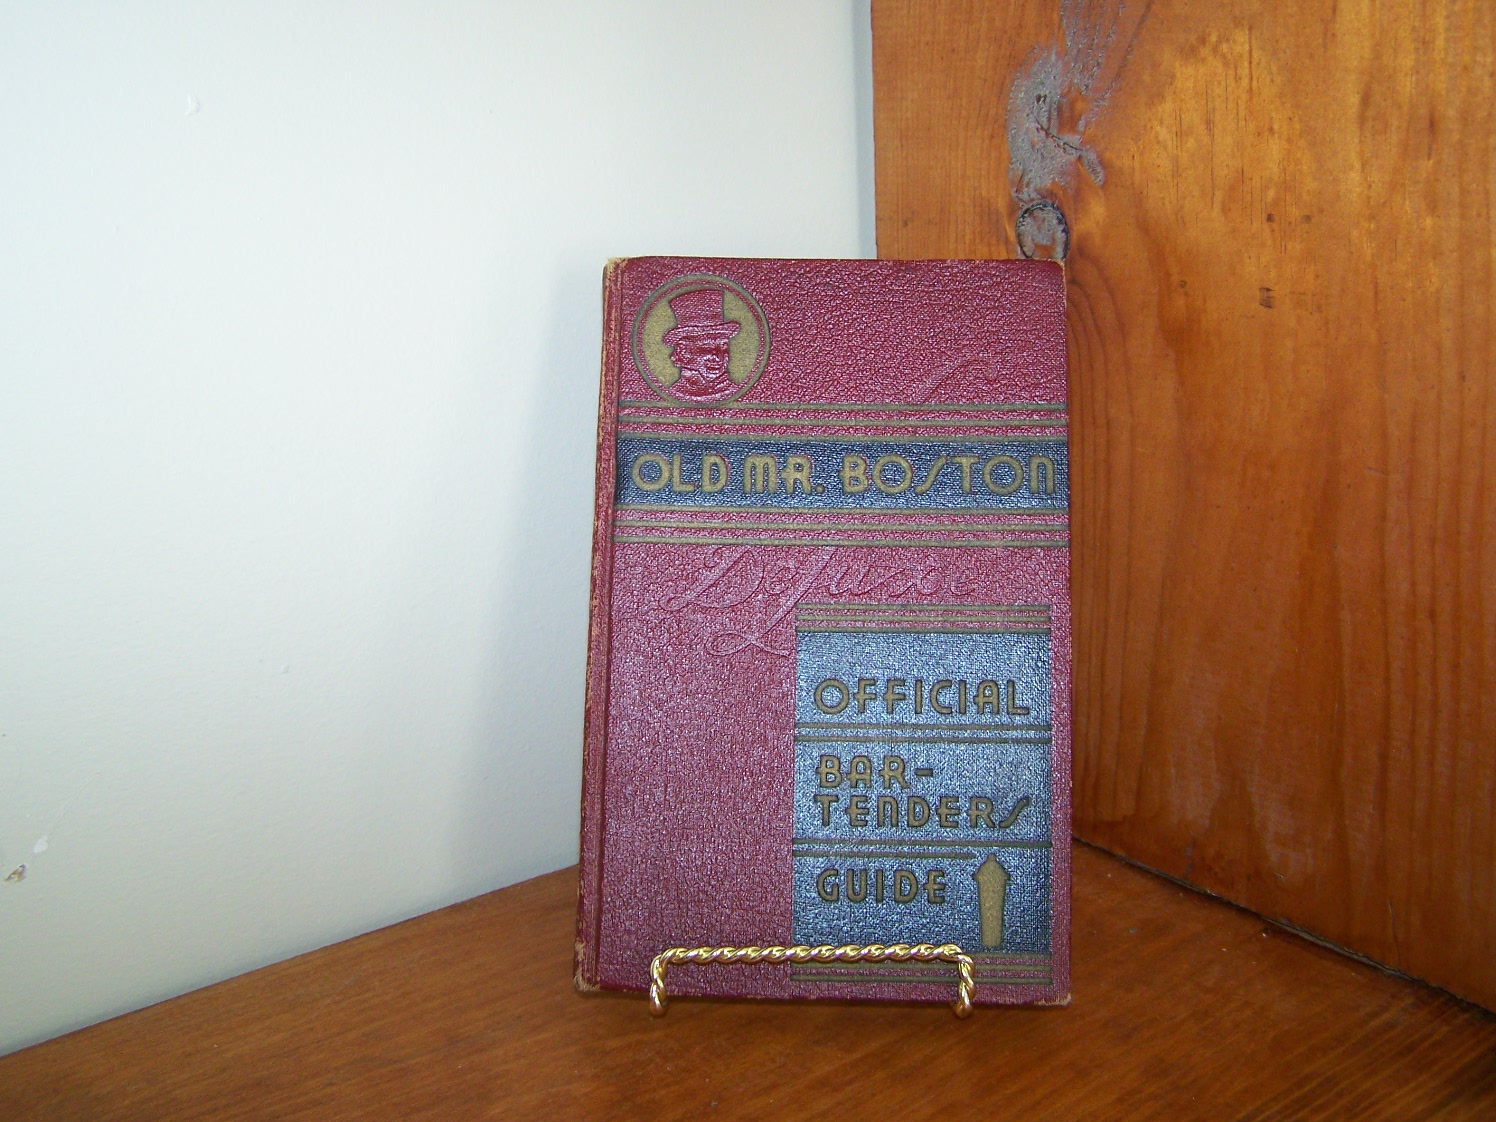 OLD MR. BOSTON
DeLuxe
OFFICIAL
BAR-
TENDERS
GUIDE